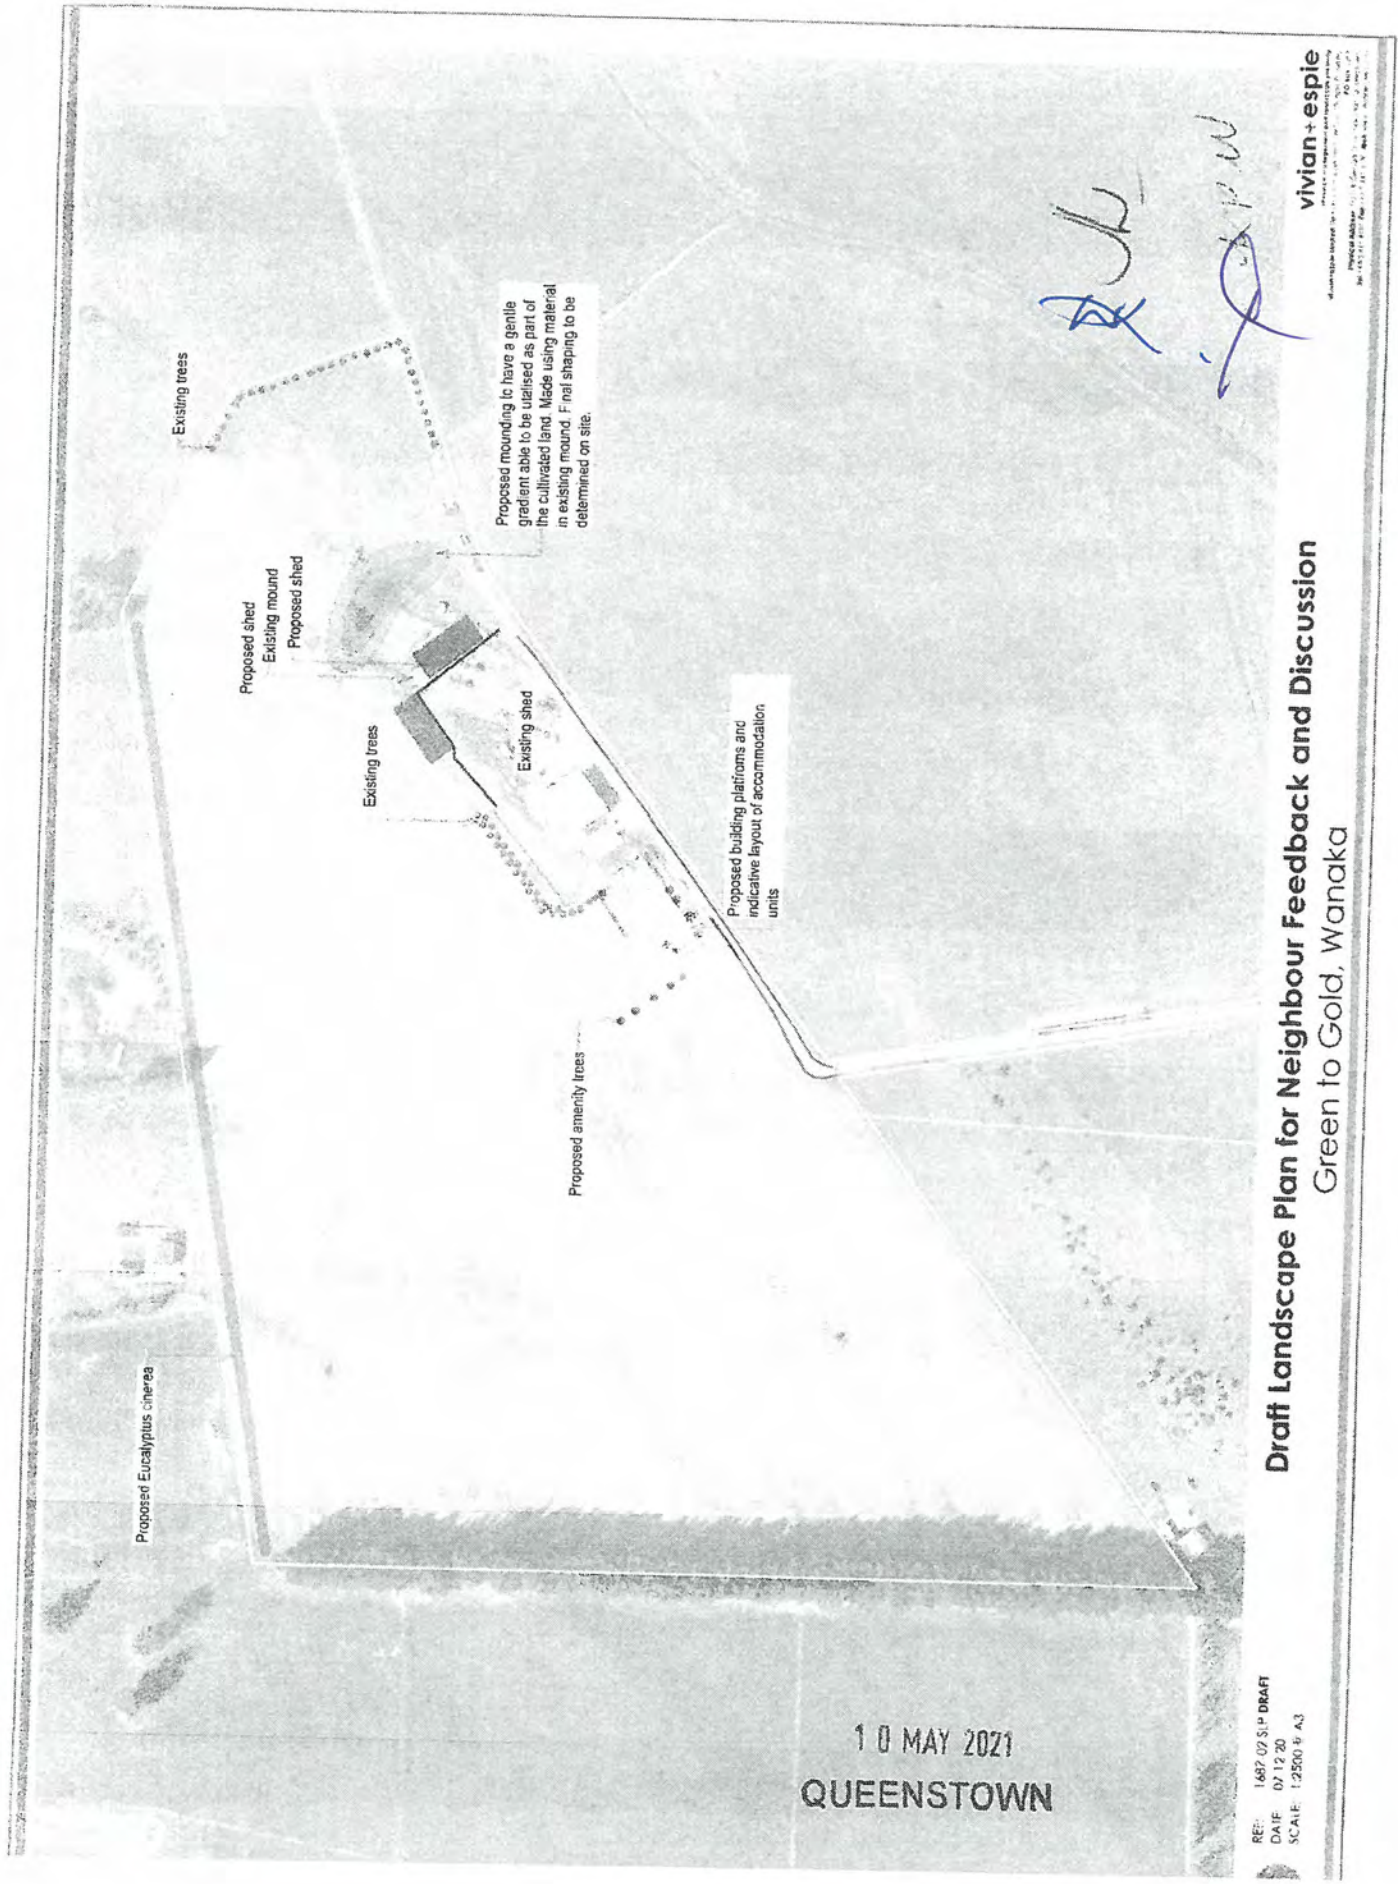 Existing trees
Proposed mounding to have a gentle
gradient able to be utalised as part of
the cultivated land. Made using material
in existing mound. Final shaping to be
determined on site.
Proposed shed
Existing mound
Proposed shed
Existing trees
Existing shed
Proposed building platfroms and
indicative layout of accommodation
units
Proposed amenity trees
Proposed Eucalyptus cinerea
10 MAY 2021
QUEENSTOWN
REF: 1687 02 SLP DRAFT
DATE: 07 12 20
SCALE: 1:2500 @ A3
Draft Landscape Plan for Neighbour Feedback and Discussion
Green to Gold, Wanaka
vivian+espie